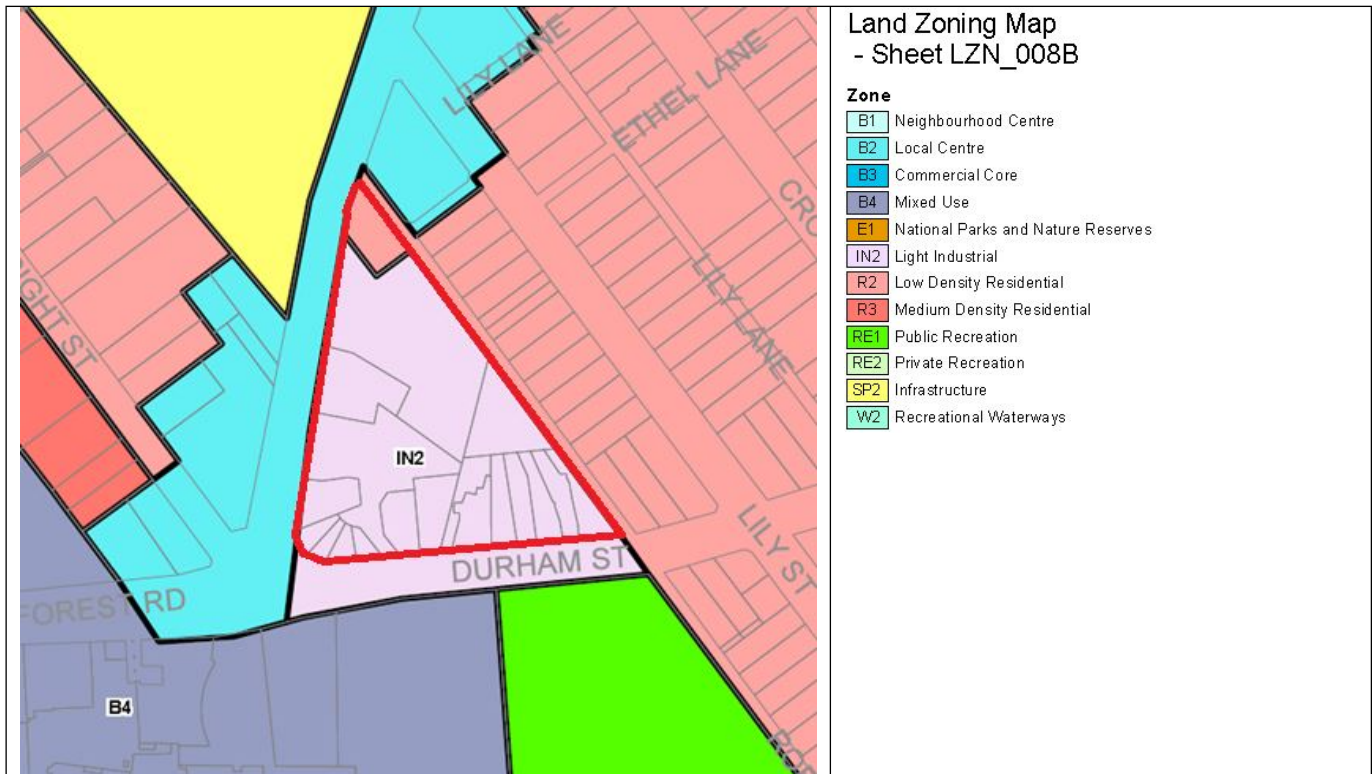 Land Zoning Map
- Sheet LZN_008B
Zone
B1 Neighbourhood Centre
B2 Local Centre
B3 Commercial Core
B4 Mixed Use
E1 National Parks and Nature Reserves
IN2 Light Industrial
R2 Low Density Residential
R3 Medium Density Residential
RE1 Public Recreation
RE2 Private Recreation
SP2 Infrastructure
W2 Recreational Waterways
LILY LANE
ETHEL LANE
LILY LANE
IN2
LILY ST
DURHAM ST
FOREST RD
B4